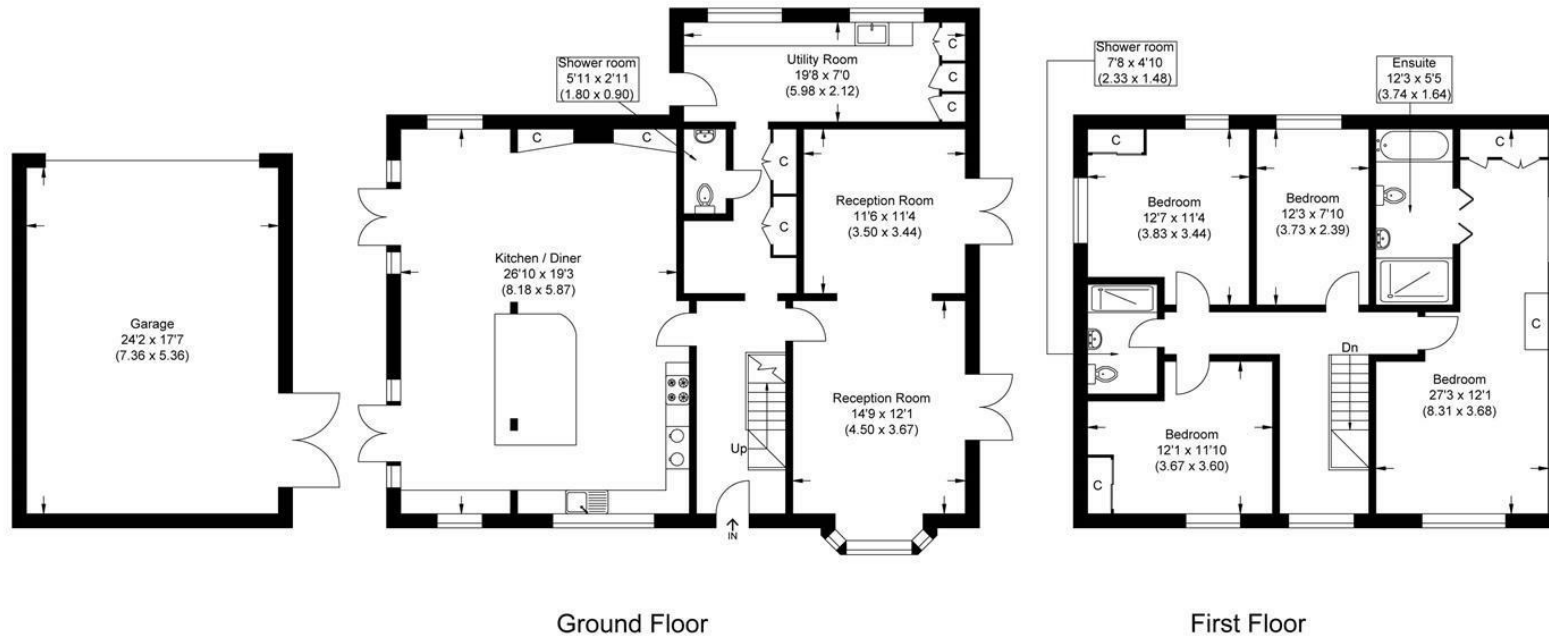 Garage
24'2 x 17'7
(7.36 x 5.36)
Shower room
5'11 x 2'11
(1.80 x 0.90)
Utility Room
19'8 x 7'0
(5.98 x 2.12)
C
C
C
C
C
C
C
Kitchen / Diner
26'10 x 19'3
(8.18 x 5.87)
Reception Room
11'6 x 11'4
(3.50 x 3.44)
Reception Room
14'9 x 12'1
(4.50 x 3.67)
Up
IN
Ground Floor
Shower room
7'8 x 4'10
(2.33 x 1.48)
Ensuite
12'3 x 5'5
(3.74 x 1.64)
C
C
Bedroom
12'7 x 11'4
(3.83 x 3.44)
Bedroom
12'3 x 7'10
(3.73 x 2.39)
C
Dn
Bedroom
27'3 x 12'1
(8.31 x 3.68)
Bedroom
12'1 x 11'10
(3.67 x 3.60)
C
First Floor